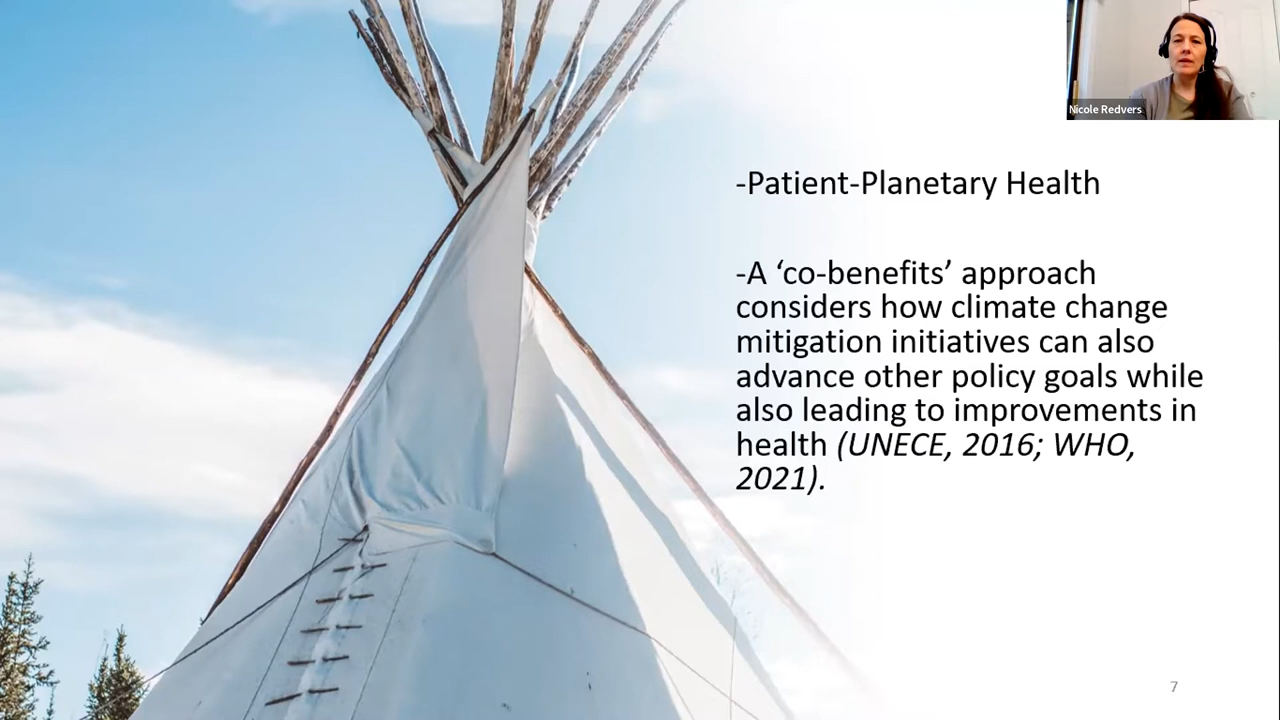 Nicole Redvers
-Patient-Planetary Health
-A ‘co-benefits’ approach
considers how climate change
mitigation initiatives can also
advance other policy goals while
also leading to improvements in
health (UNECE, 2016; WHO,
2021).
7